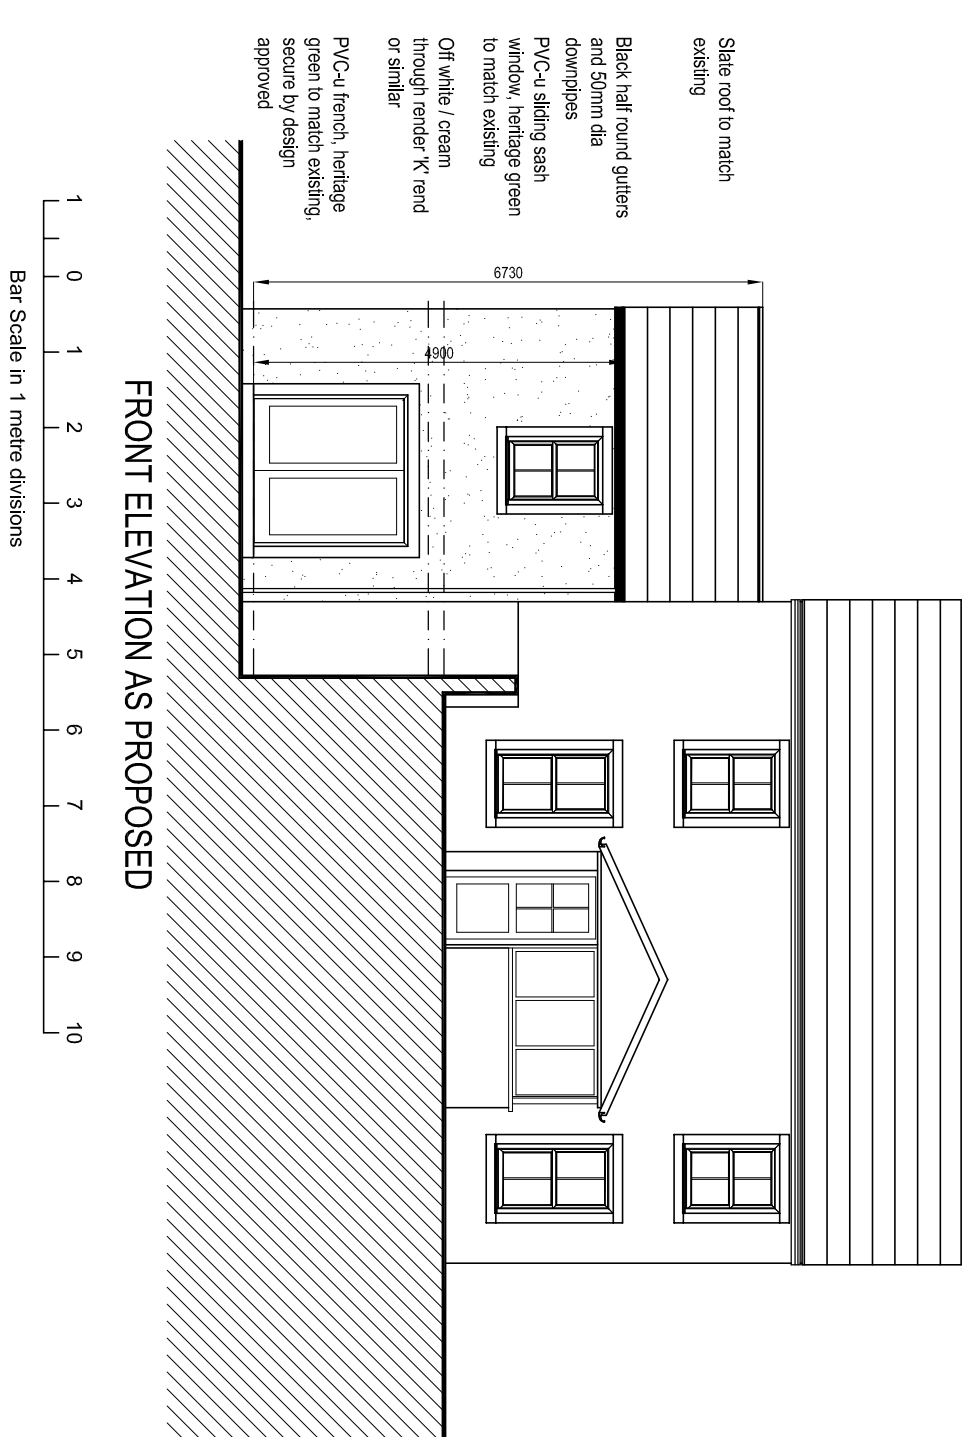 Slate roof to match
existing
Black half round gutters
and 50mm dia
downpipes
PVC-u sliding sash
window, heritage green
to match existing
Off white / cream
through render 'K' rend
or similar
PVC-u french, heritage
green to match existing,
secure by design
approved
6730
4900
FRONT ELEVATION AS PROPOSED
1 0 1 2 3 4 5 6 7 8 9 10
Bar Scale in 1 metre divisions